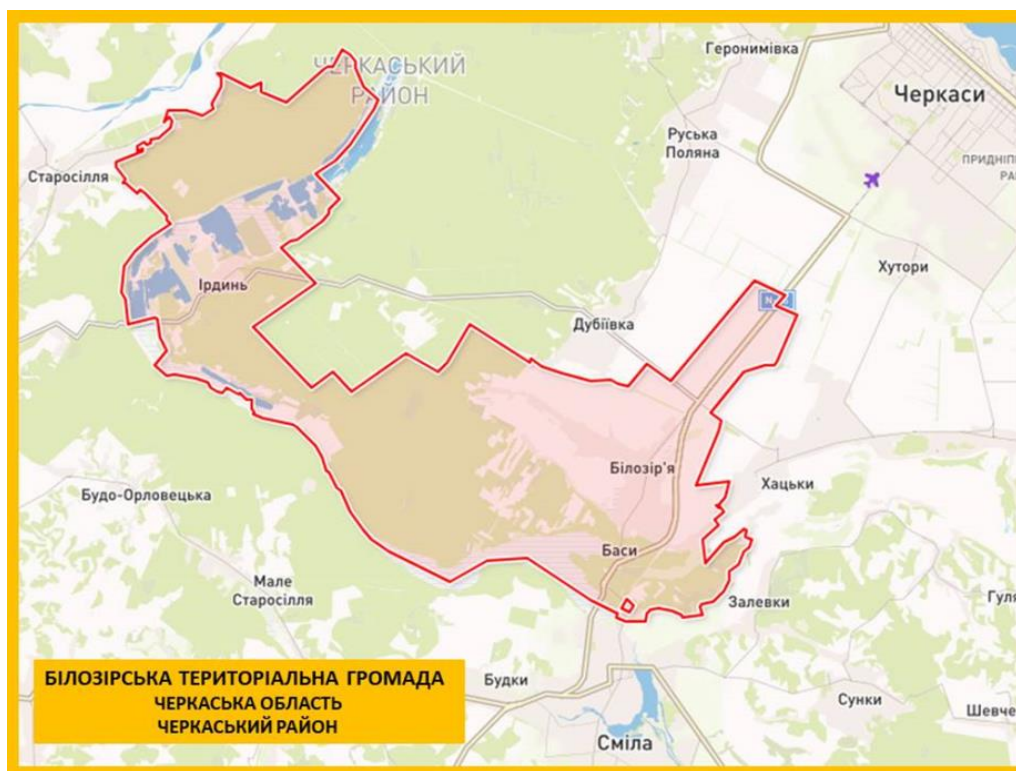 ЧЕРКАСЬКИЙ
РАЙОН
Геронимівка
Черкаси
Руська
Поляна
Старосілля
ПРИДНІП
РА
Хутори
Ірдинь
N
Дубіївка
Білозір'я
Хацьки
Будо-Орловецька
Баси
Мале
Старосілля
Залевки
Гуля
БІЛОЗІРСЬКА ТЕРИТОРІАЛЬНА ГРОМАДА
ЧЕРКАСЬКА ОБЛАСТЬ
ЧЕРКАСЬКИЙ РАЙОН
Будки
Сунки
Шевче
Сміла